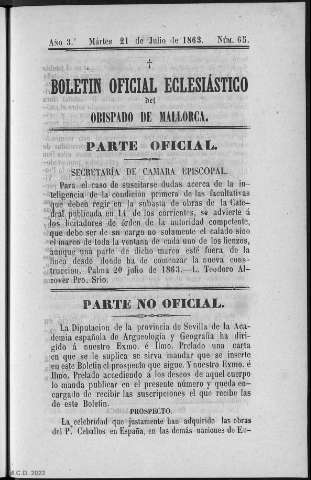 Año 3.º Mártes 21 de Julio de 1863. Núm. 65.
†
BOLETIN OFICIAL ECLESIÁSTICO
del
OBISPADO DE MALLORCA.
PARTE OFICIAL.
SECRETARÍA DE CAMARA EPISCOPAL.
Para el caso de suscitarse dudas acerca de la in-
teligencia de la condicion primera de las facultativas
que deben regir en la subasta de obras de la Cate-
dral publicada en 14 de los corrientes, se advierte á
los licitadores de órden de la autoridad competente,
que debe ser de su cargo no solamente el calado sino
el marco de toda la ventana de cada uno de los lienzos,
aunque una parte de dicho marco esté fuera de la
línea desde donde ha de comenzar la nueva cons-
truccion. Palma 20 julio de 1863.—L. Teodoro Al-
cover Pro. Srio.
PARTE NO OFICIAL.
La Diputacion de la provincia de Sevilla de la Aca-
demia española de Arqueología y Geografía ha diri-
gido á nuestro Exmo. é Ilmo. Prelado una carta
en que se le suplica se sirva mandar que se inserte
en este Boletin el prospecto que sigue. Y nuestro Exmo. é
Ilmo. Prelado accediendo á los deseos de aquel cuerpo
lo manda publicar en el presente número y queda en-
cargado de recibir las suscripciones el que recibe las
de este Boletin.
PROSPECTO.
La celebridad que justamente han adquirido las obras
del P. Ceballos en España, en las demás naciones de Eu-
A.C.D. 2022